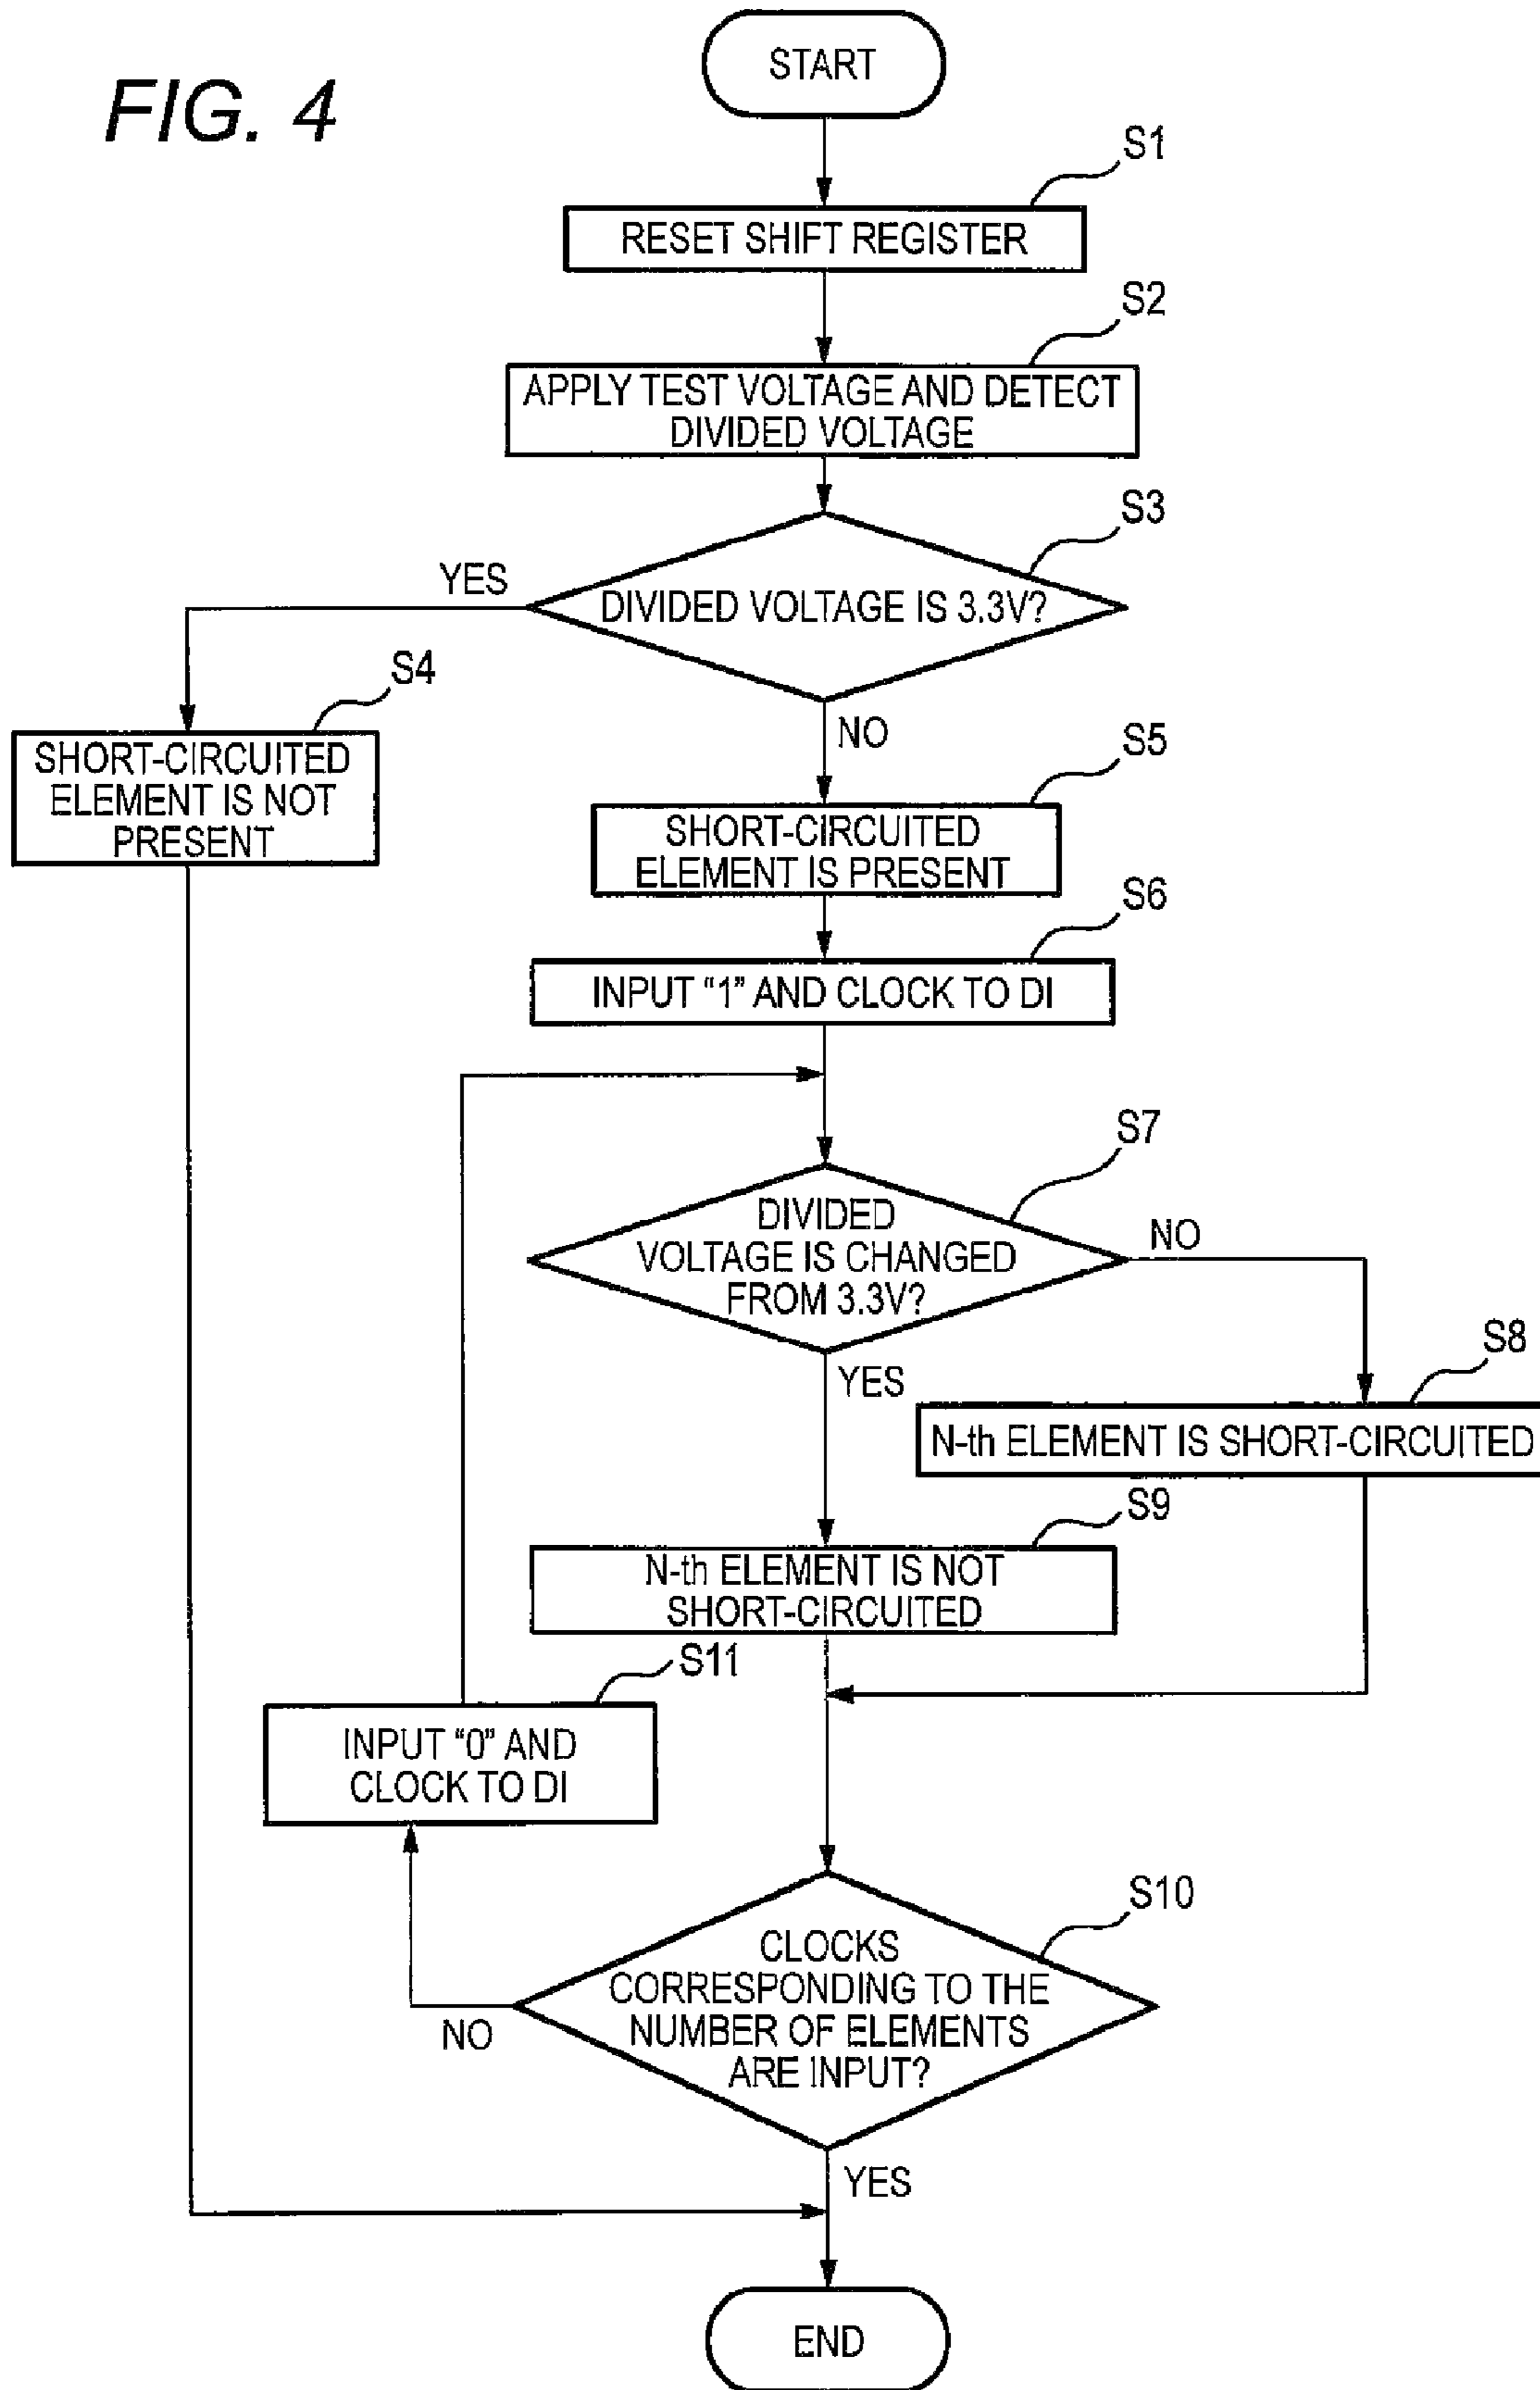 FIG. 4
START
S1
RESET SHIFT REGISTER
S2
APPLY TEST VOLTAGE AND DETECT
DIVIDED VOLTAGE
S3
YES
DIVIDED VOLTAGE IS 3.3V?
S4
NO
SHORT-CIRCUITED
ELEMENT IS NOT
PRESENT
S5
SHORT-CIRCUITED
ELEMENT IS PRESENT
S6
INPUT “1” AND CLOCK TO DI
S7
DIVIDED
VOLTAGE IS CHANGED
FROM 3.3V?
NO
S8
YES
N-th ELEMENT IS SHORT-CIRCUITED
S9
N-th ELEMENT IS NOT
SHORT-CIRCUITED
S11
INPUT “0” AND
CLOCK TO DI
S10
CLOCKS
CORRESPONDING TO THE
NUMBER OF ELEMENTS
ARE INPUT?
NO
YES
END